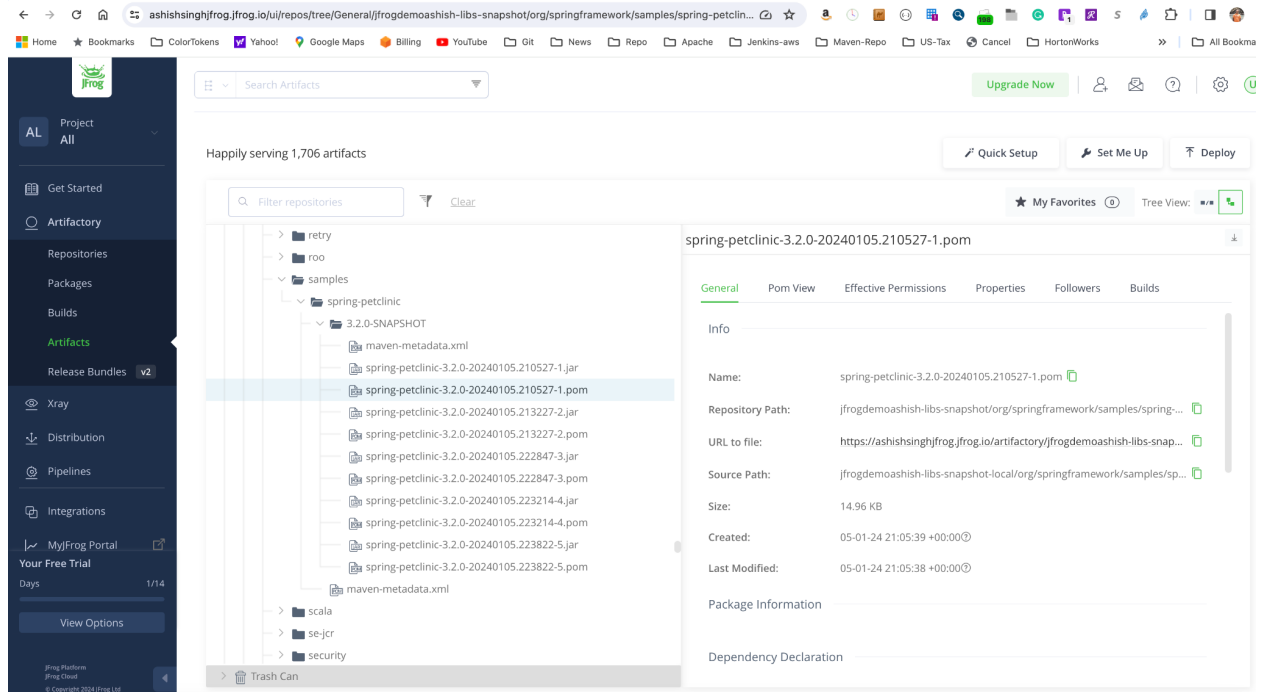 ashishsinghjfrog.jfrog.io/ui/repos/tree/General/jfrogdemoashish-libs-snapshot/org/springframework/samples/spring-petclin...
Home Bookmarks ColorTokens Yahoo! Google Maps Billing YouTube Git News Repo Apache Jenkins-aws Maven-Repo US-Tax Cancel HortonWorks » All Bookma
JFrog
Search Artifacts
Upgrade Now
AL
Project
All
Get Started
Artifactory
Repositories
Packages
Builds
Artifacts
Release Bundles v2
Xray
Distribution
Pipelines
Integrations
MyJFrog Portal
Your Free Trial
Days 1/14
View Options
JFrog Platform
JFrog Cloud
© Copyright 2024 JFrog Ltd
Happily serving 1,706 artifacts
Quick Setup Set Me Up Deploy
Filter repositories Clear
My Favorites 0 Tree View:
retry
roo
samples
spring-petclinic
3.2.0-SNAPSHOT
maven-metadata.xml
spring-petclinic-3.2.0-20240105.210527-1.jar
spring-petclinic-3.2.0-20240105.210527-1.pom
spring-petclinic-3.2.0-20240105.213227-2.jar
spring-petclinic-3.2.0-20240105.213227-2.pom
spring-petclinic-3.2.0-20240105.222847-3.jar
spring-petclinic-3.2.0-20240105.222847-3.pom
spring-petclinic-3.2.0-20240105.223214-4.jar
spring-petclinic-3.2.0-20240105.223214-4.pom
spring-petclinic-3.2.0-20240105.223822-5.jar
spring-petclinic-3.2.0-20240105.223822-5.pom
maven-metadata.xml
scala
se-jcr
security
Trash Can
spring-petclinic-3.2.0-20240105.210527-1.pom
General Pom View Effective Permissions Properties Followers Builds
Info
Name: spring-petclinic-3.2.0-20240105.210527-1.pom
Repository Path: jfrogdemoashish-libs-snapshot/org/springframework/samples/spring-...
URL to file: https://ashishsinghjfrog.jfrog.io/artifactory/jfrogdemoashish-libs-snap...
Source Path: jfrogdemoashish-libs-snapshot-local/org/springframework/samples/sp...
Size: 14.96 KB
Created: 05-01-24 21:05:39 +00:00
Last Modified: 05-01-24 21:05:38 +00:00
Package Information
Dependency Declaration